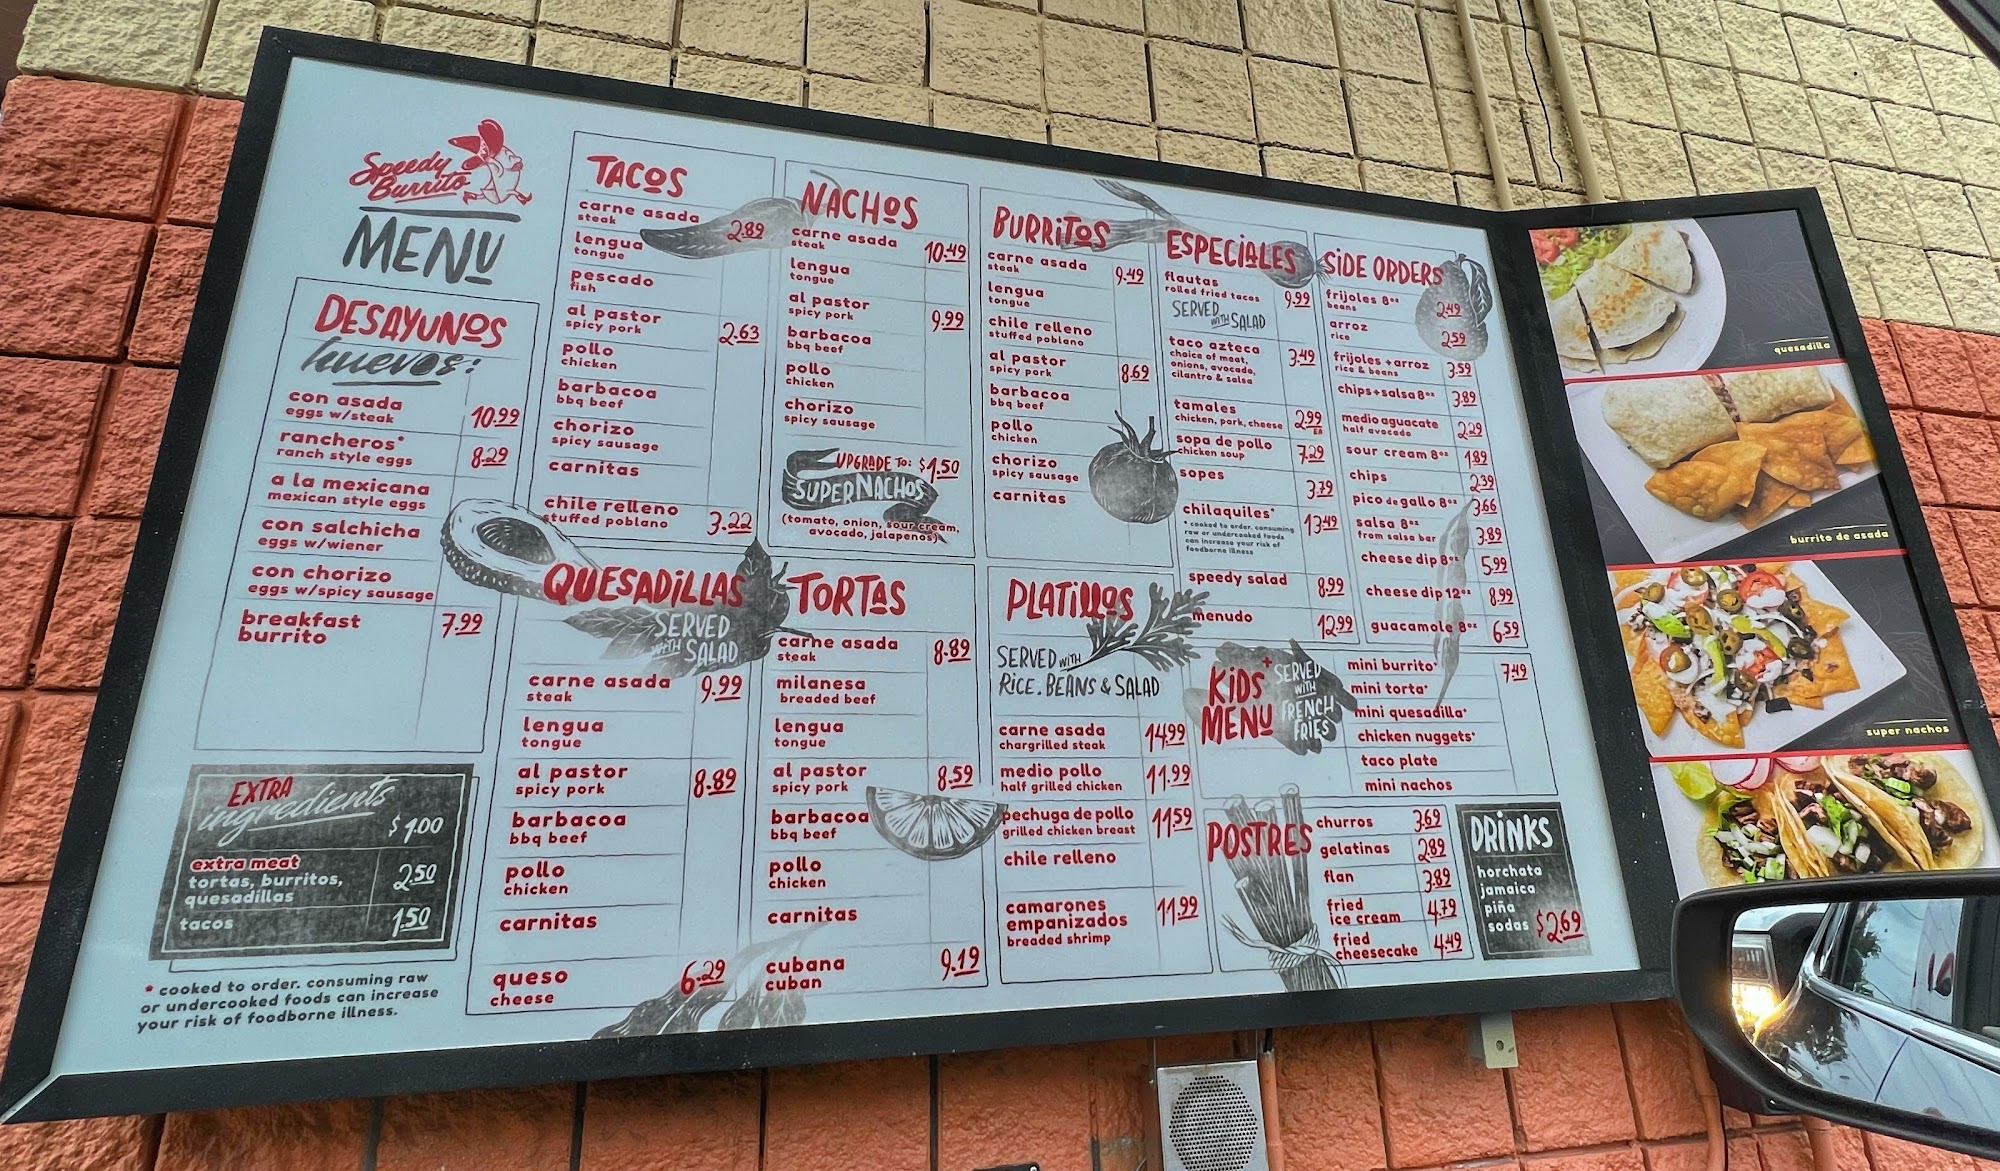 Speedy
Burrito
MENU
DESAYUNOS
huevos:
con asada
eggs w/steak
10.99
rancheros*
ranch style eggs
8.29
a la mexicana
mexican style eggs
con salchicha
eggs w/wiener
con chorizo
eggs w/spicy sausage
breakfast
burrito
7.99
EXTRA
ingredients
$1.00
extra meat
tortas, burritos,
quesadillas
2.50
tacos
1.50
* cooked to order. consuming raw
or undercooked foods can increase
your risk of foodborne illness.
TACOS
carne asada
steak
2.89
lengua
tongue
pescado
fish
al pastor
spicy pork
2.63
pollo
chicken
barbacoa
bbq beef
chorizo
spicy sausage
carnitas
chile relleno
stuffed poblano
3.22
QUESADILLAS
SERVED
WITH SALAD
carne asada
steak
9.99
lengua
tongue
al pastor
spicy pork
8.89
barbacoa
bbq beef
pollo
chicken
carnitas
queso
cheese
6.29
NACHOS
carne asada
steak
10.49
lengua
tongue
al pastor
spicy pork
9.99
barbacoa
bbq beef
pollo
chicken
chorizo
spicy sausage
UPGRADE TO: $1.50
SUPER NACHOS
(tomato, onion, sour cream,
avocado, jalapenos)
TORTAS
carne asada
steak
8.89
milanesa
breaded beef
lengua
tongue
al pastor
spicy pork
8.59
barbacoa
bbq beef
pollo
chicken
carnitas
cubana
cuban
9.19
BURRITOS
carne asada
steak
9.49
lengua
tongue
chile relleno
stuffed poblano
al pastor
spicy pork
8.69
barbacoa
bbq beef
pollo
chicken
chorizo
spicy sausage
carnitas
PLATILLOS
SERVED WITH
RICE, BEANS & SALAD
carne asada
chargrilled steak
14.99
medio pollo
half grilled chicken
11.99
pechuga de pollo
grilled chicken breast
11.59
chile relleno
camarones
empanizados
breaded shrimp
11.99
ESPECIALES
flautas
rolled fried tacos
9.99
SERVED
WITH SALAD
taco azteca
choice of meat,
onions, avocado,
cilantro & salsa
3.49
tamales
chicken, pork, cheese
2.99
EA
sopa de pollo
chicken soup
7.29
sopes
3.79
chilaquiles*
13.49
* cooked to order. consuming
raw or undercooked foods
can increase your risk of
foodborne illness
speedy salad
8.99
menudo
12.99
SIDE ORDERS
frijoles 8oz
beans
2.49
arroz
rice
2.59
frijoles + arroz
rice & beans
3.59
chips+salsa 8oz
3.89
medio aguacate
half avocado
2.29
sour cream 8oz
1.89
chips
2.39
pico de gallo 8oz
3.66
salsa 8oz
from salsa bar
3.89
cheese dip 8oz
5.99
cheese dip 12oz
8.99
guacamole 8oz
6.59
KIDS+
MENU
SERVED
WITH
FRENCH
FRIES
mini burrito+
7.49
mini torta+
mini quesadilla+
chicken nuggets+
taco plate
mini nachos
POSTRES
churros
3.69
gelatinas
2.89
flan
3.89
fried
ice cream
4.79
fried
cheesecake
4.49
DRINKS
horchata
jamaica
piña
sodas
$2.69
quesadilla
burrito de asada
super nachos